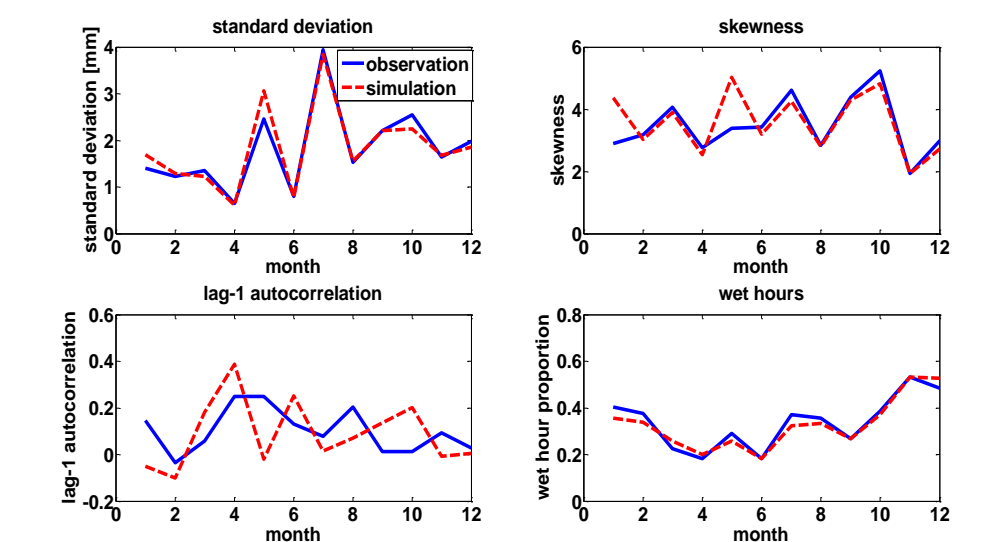 standard deviation
standard deviation [mm]
4
3
2
1
0
0 2 4 6 8 10 12
month
observation
simulation
skewness
skewness
6
4
2
0
0 2 4 6 8 10 12
month
lag-1 autocorrelation
lag-1 autocorrelation
0.6
0.4
0.2
0
-0.2
0 2 4 6 8 10 12
month
wet hours
wet hour proportion
0.8
0.6
0.4
0.2
0
0 2 4 6 8 10 12
month